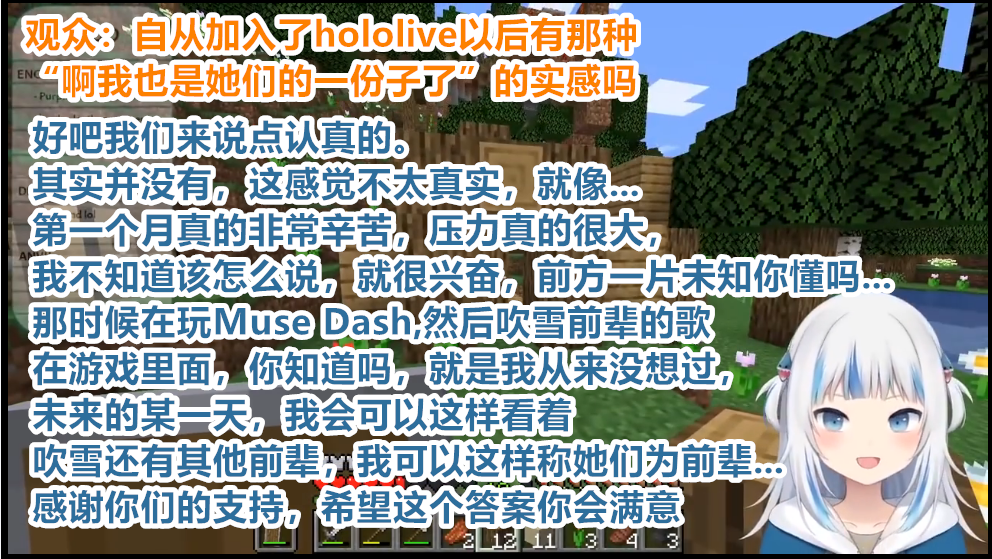 观众：自从加入了hololive以后有那种
“啊我也是她们的一份子了”的实感吗
好吧我们来说点认真的。
其实并没有，这感觉不太真实，就像...
第一个月真的非常辛苦，压力真的很大，
我不知道该怎么说，就很兴奋，前方一片未知你懂吗...
那时候在玩Muse Dash,然后吹雪前辈的歌
在游戏里面，你知道吗，就是我从来没想过，
未来的某一天，我会可以这样看着
吹雪还有其他前辈，我可以这样称她们为前辈...
感谢你们的支持，希望这个答案你会满意
2 12 11 3 4 3